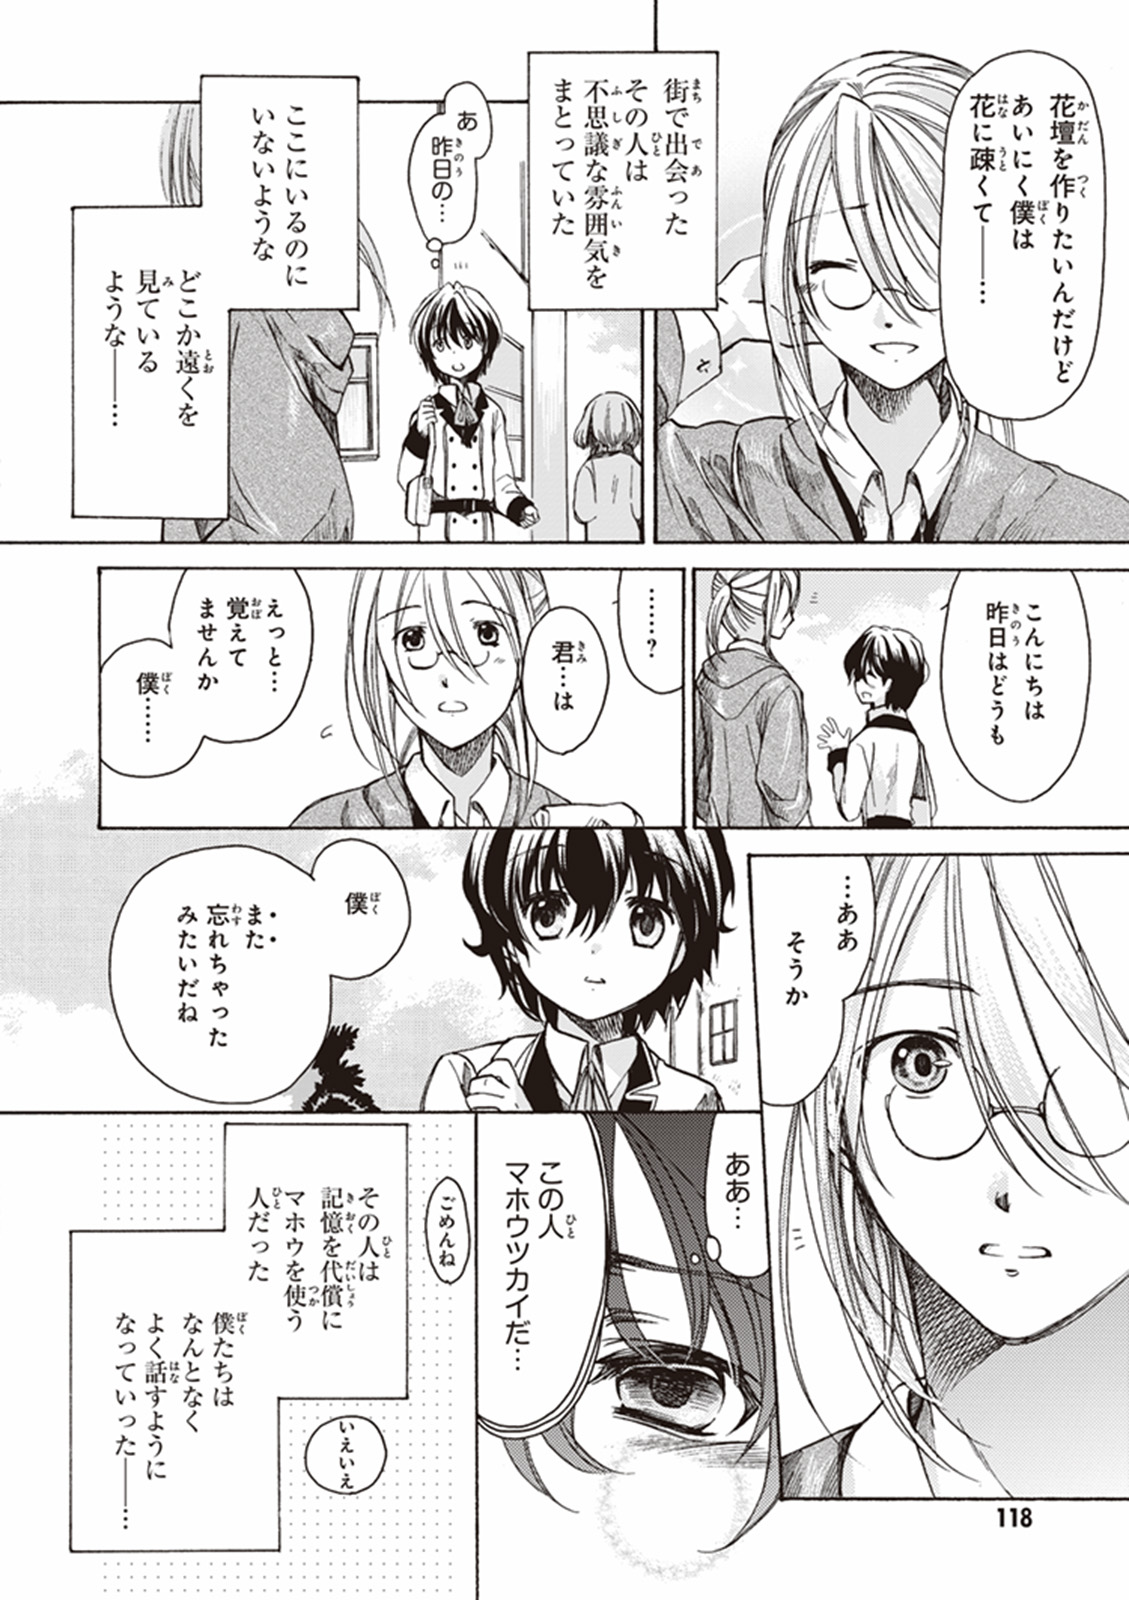 花壇を作りたいんだけど
あいにく僕は
花に疎くて――……
街で出会った
その人は
不思議な雰囲気を
まとっていた
あ
昨日の…
ここにいるのに
いないような
どこか遠くを
見ている
ような――…
こんにちは
昨日はどうも
……?
君…は
えっと…
覚えて
ませんか
僕……
…ああ
そうか
僕
また
忘れちゃった
みたいだね
ああ…
この人
マホウツカイだ…
ごめんね
その人は
記憶を代償に
マホウを使う
人だった
いえいえ
僕たちは
なんとなく
よく話すように
なっていった――…
118